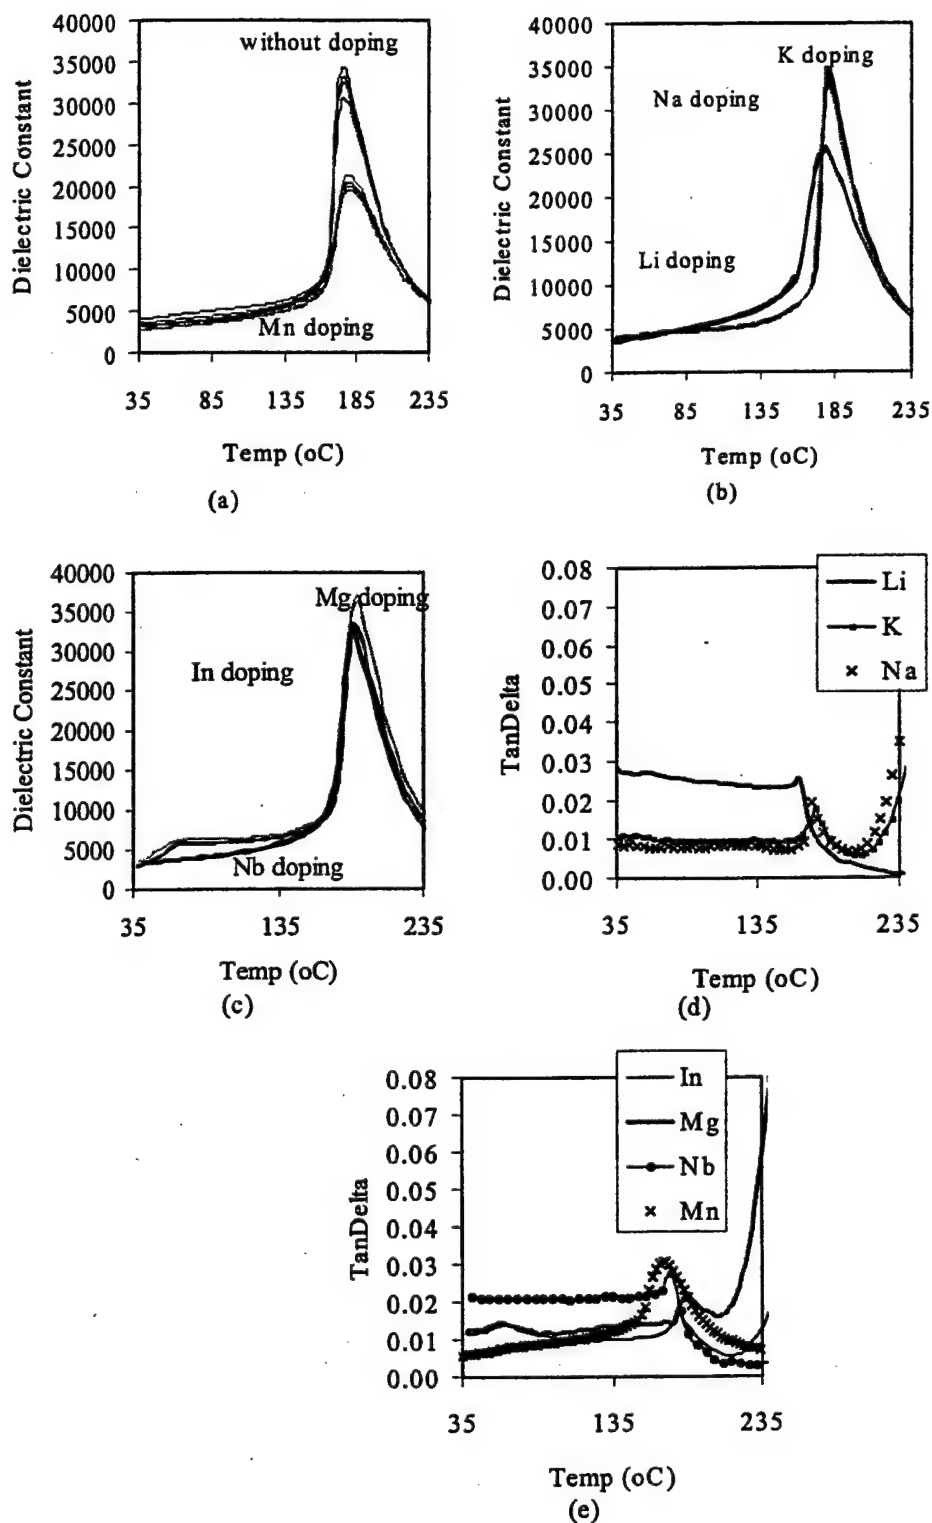 40000
35000
30000
25000
20000
15000
10000
5000
0
Dielectric Constant
without doping
Mn doping
35 85 135 185 235
Temp (oC)
(a)
40000
35000
30000
25000
20000
15000
10000
5000
0
Dielectric Constant
K doping
Na doping
Li doping
35 85 135 185 235
Temp (oC)
(b)
40000
35000
30000
25000
20000
15000
10000
5000
0
Dielectric Constant
Mg doping
In doping
Nb doping
35 135 235
Temp (oC)
(c)
0.08
0.07
0.06
0.05
0.04
0.03
0.02
0.01
0.00
TanDelta
Li
K
Na
35 135 235
Temp (oC)
(d)
0.08
0.07
0.06
0.05
0.04
0.03
0.02
0.01
0.00
TanDelta
In
Mg
Nb
Mn
35 135 235
Temp (oC)
(e)